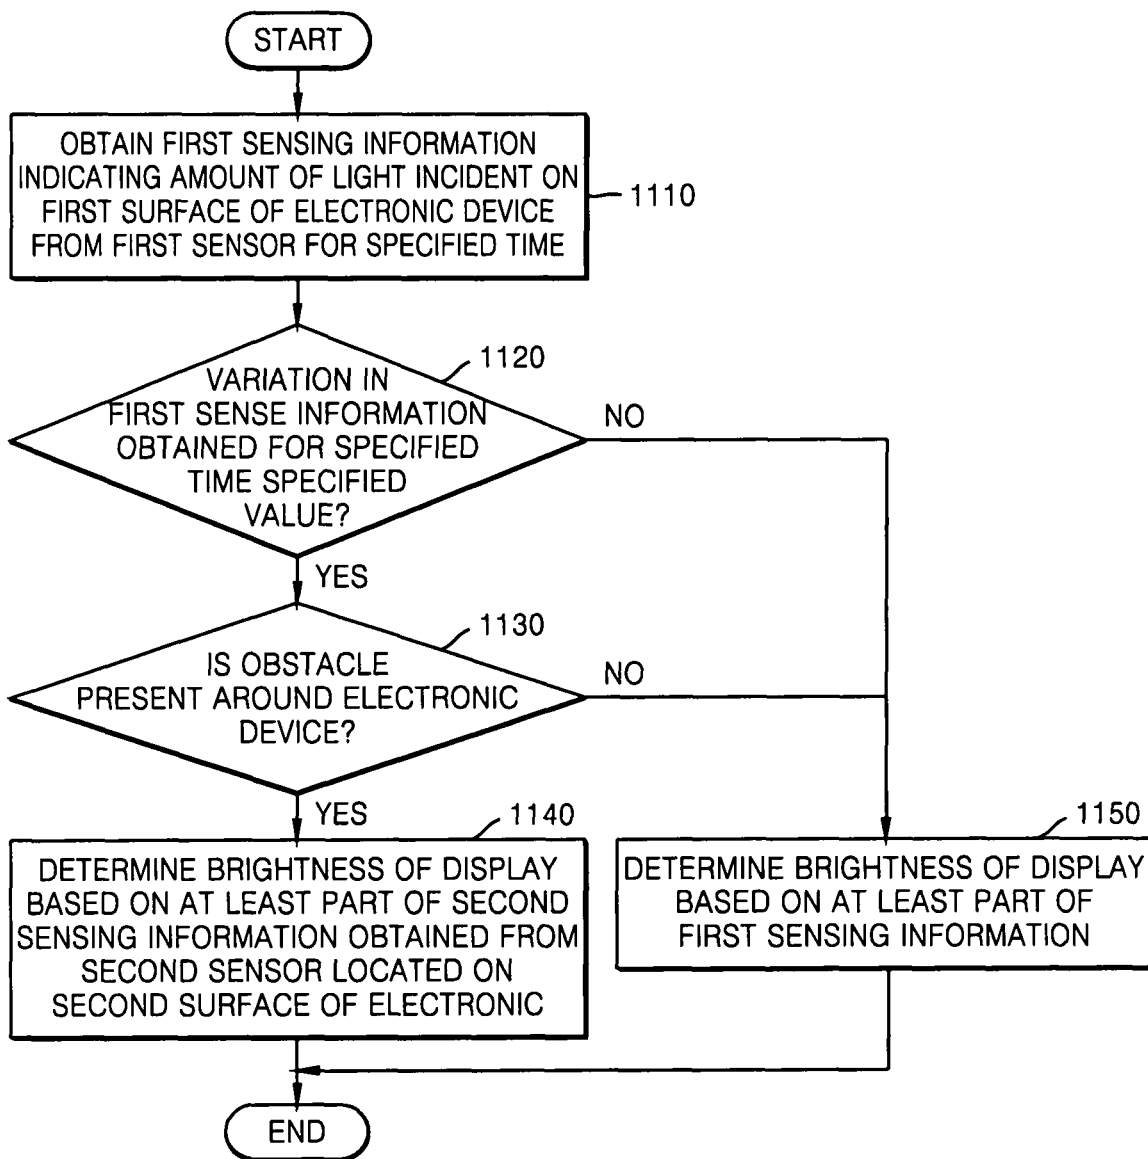 START
OBTAIN FIRST SENSING INFORMATION
INDICATING AMOUNT OF LIGHT INCIDENT ON
FIRST SURFACE OF ELECTRONIC DEVICE
FROM FIRST SENSOR FOR SPECIFIED TIME
1110
1120
VARIATION IN
FIRST SENSE INFORMATION
OBTAINED FOR SPECIFIED
TIME SPECIFIED
VALUE?
NO
YES
1130
IS OBSTACLE
PRESENT AROUND ELECTRONIC
DEVICE?
NO
YES
1140
DETERMINE BRIGHTNESS OF DISPLAY
BASED ON AT LEAST PART OF SECOND
SENSING INFORMATION OBTAINED FROM
SECOND SENSOR LOCATED ON
SECOND SURFACE OF ELECTRONIC
1150
DETERMINE BRIGHTNESS OF DISPLAY
BASED ON AT LEAST PART OF
FIRST SENSING INFORMATION
END